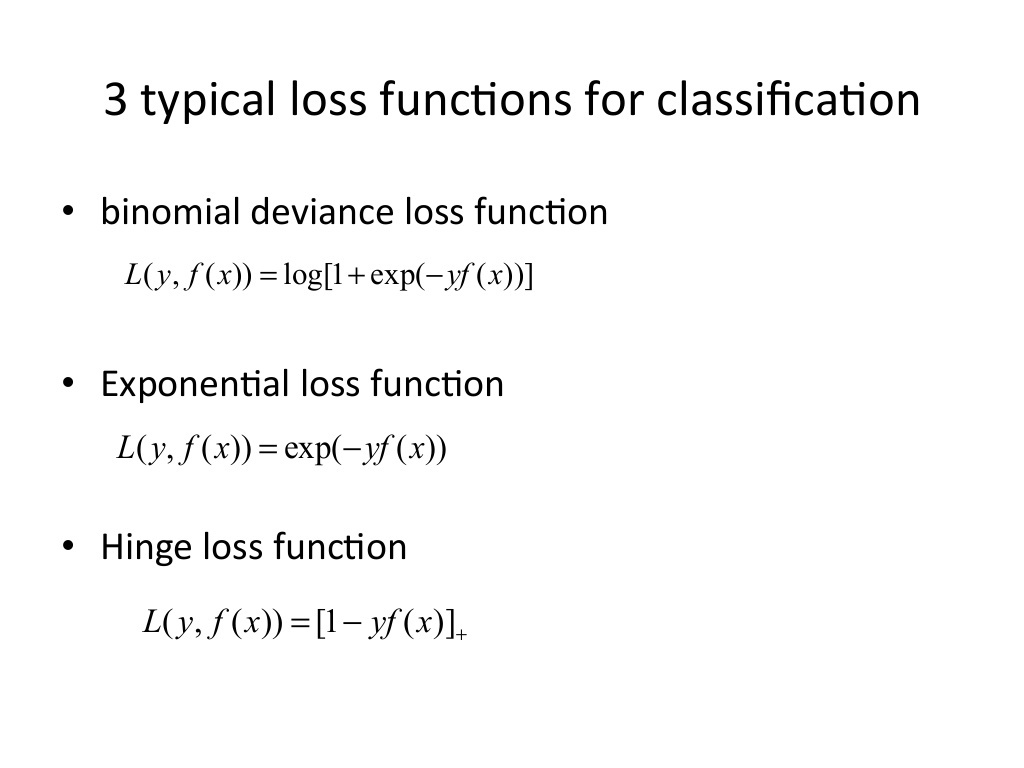 3 typical loss functions for classification
• binomial deviance loss function
L(y, f(x)) = log[1+exp(−yf(x))]
• Exponential loss function
L(y, f(x)) = exp(−yf(x))
• Hinge loss function
L(y, f(x)) = [1− yf(x)]₊